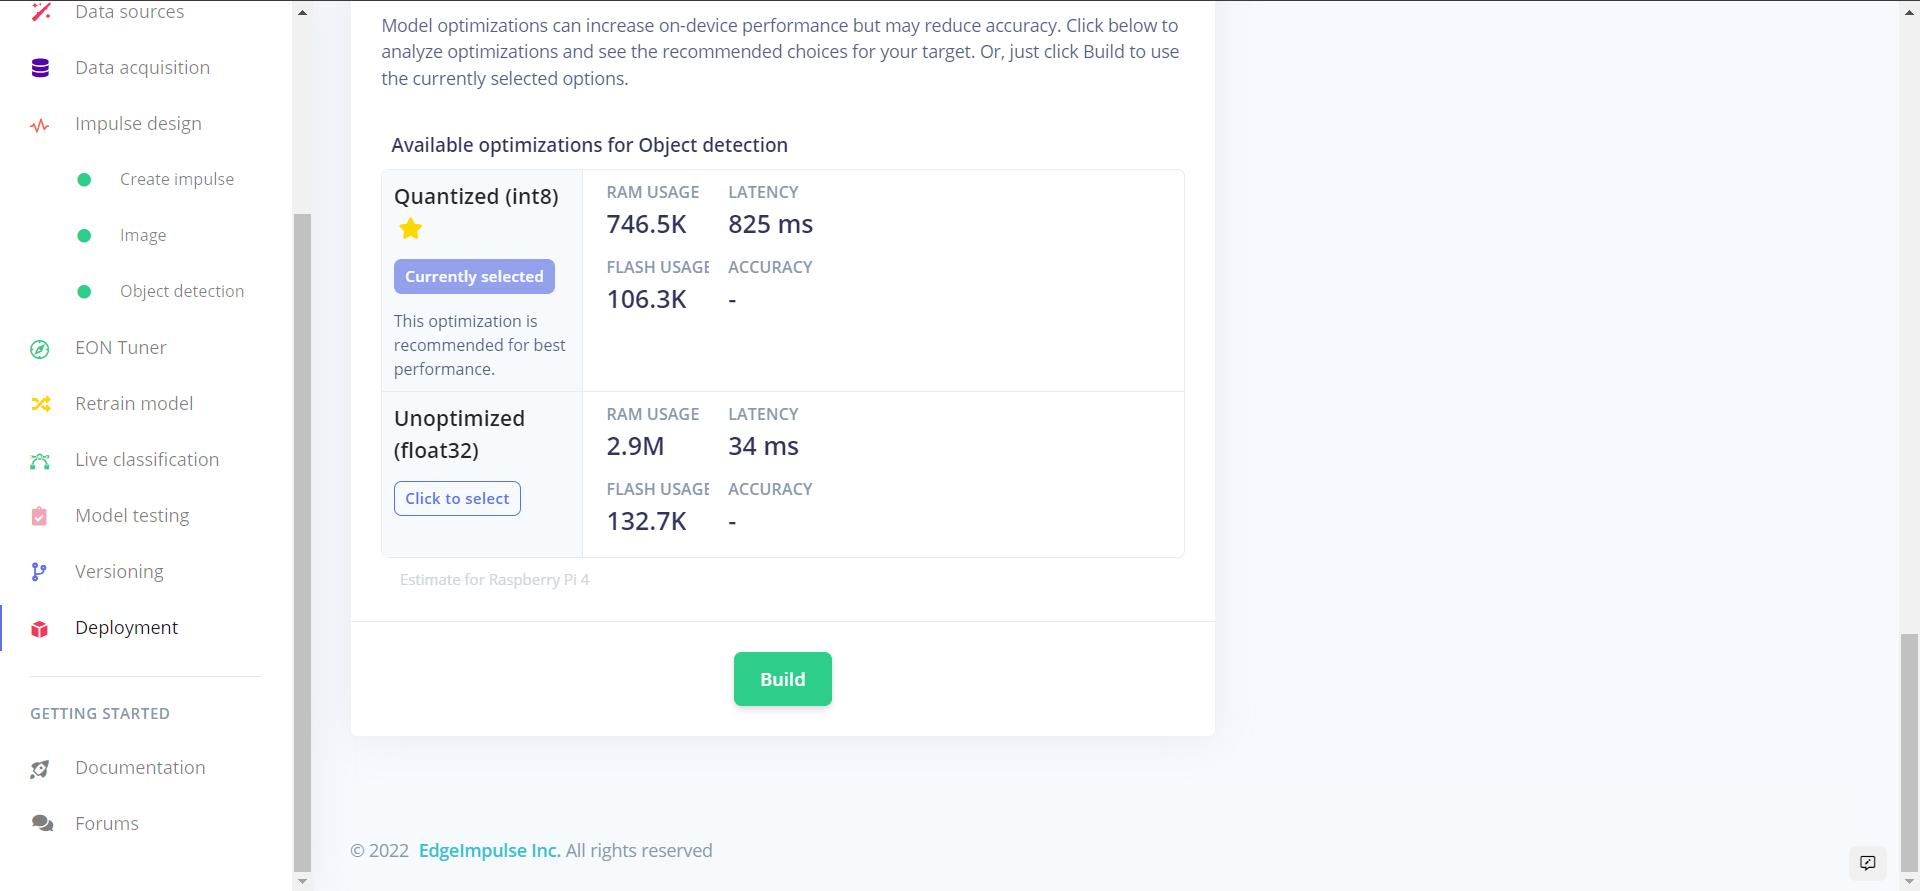 Data sources
Data acquisition
Impulse design
Create impulse
Image
Object detection
EON Tuner
Retrain model
Live classification
Model testing
Versioning
Deployment
GETTING STARTED
Documentation
Forums
Model optimizations can increase on-device performance but may reduce accuracy. Click below to
analyze optimizations and see the recommended choices for your target. Or, just click Build to use
the currently selected options.
Available optimizations for Object detection
Quantized (int8)
Currently selected
This optimization is
recommended for best
performance.
RAM USAGE LATENCY
746.5K 825 ms
FLASH USAGE ACCURACY
106.3K -
Unoptimized
(float32)
Click to select
RAM USAGE LATENCY
2.9M 34 ms
FLASH USAGE ACCURACY
132.7K -
Estimate for Raspberry Pi 4
Build
© 2022 EdgeImpulse Inc. All rights reserved